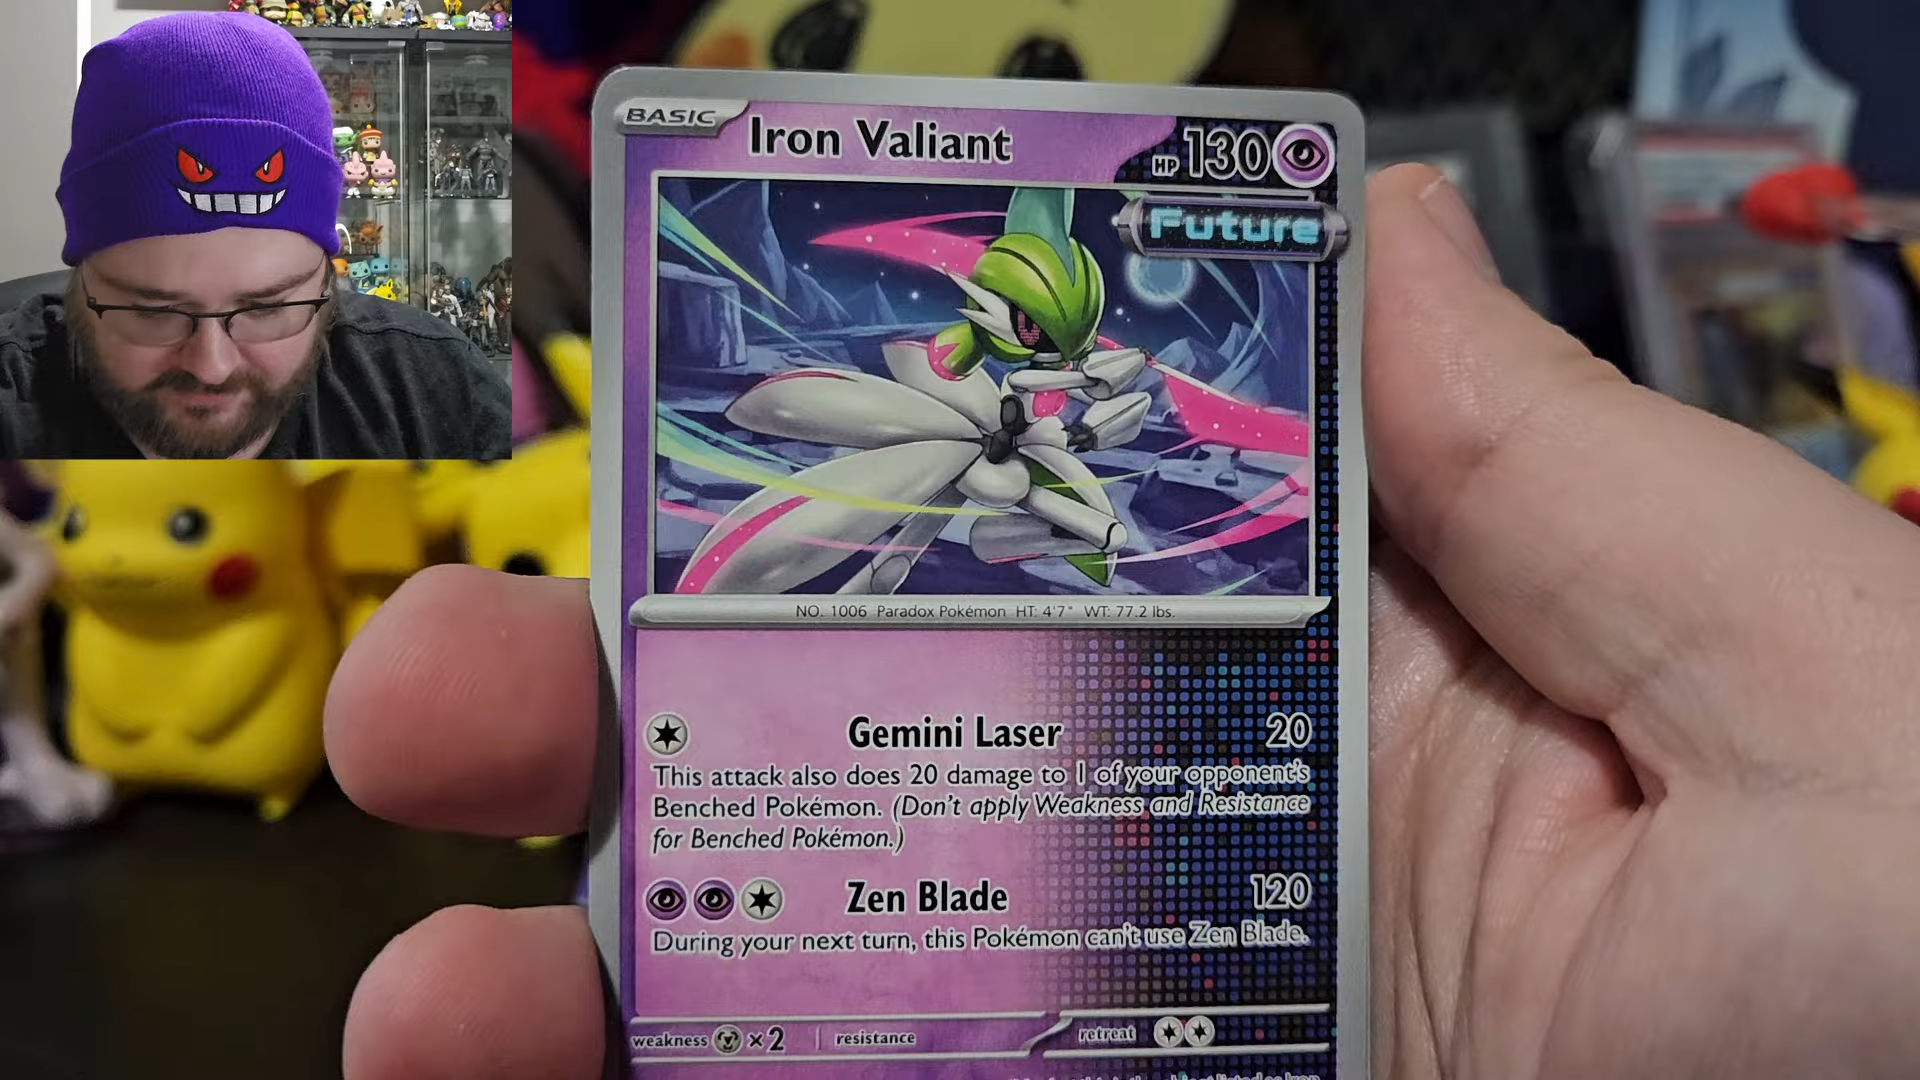 BASIC
Iron Valiant
HP 130
Future
NO. 1006 Paradox Pokémon HT: 4'7" WT: 77.2 lbs.
Gemini Laser 20
This attack also does 20 damage to 1 of your opponent's
Benched Pokémon. (Don't apply Weakness and Resistance
for Benched Pokémon.)
Zen Blade 120
During your next turn, this Pokémon can't use Zen Blade.
weakness ×2 resistance retreat